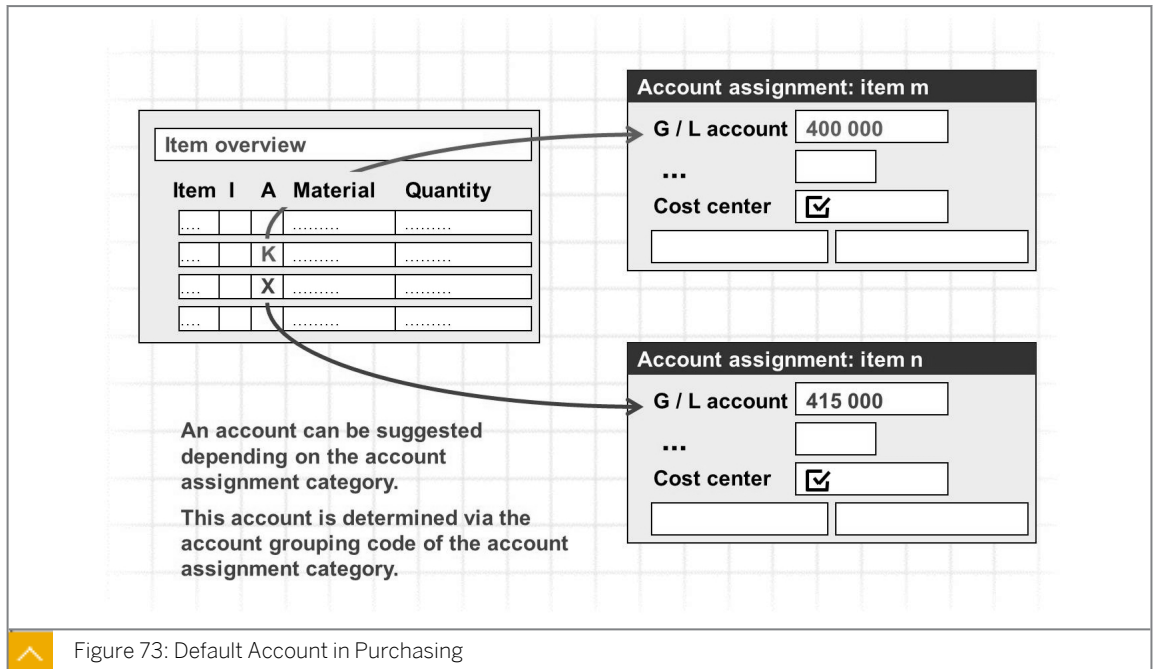 Item overview
Item I A Material Quantity
.... ......... .........
.... K ......... .........
.... X ......... .........
.... ......... .........
An account can be suggested
depending on the account
assignment category.
This account is determined via the
account grouping code of the account
assignment category.
Account assignment: item m
G / L account 400 000
...
Cost center
Account assignment: item n
G / L account 415 000
...
Cost center
Figure 73: Default Account in Purchasing